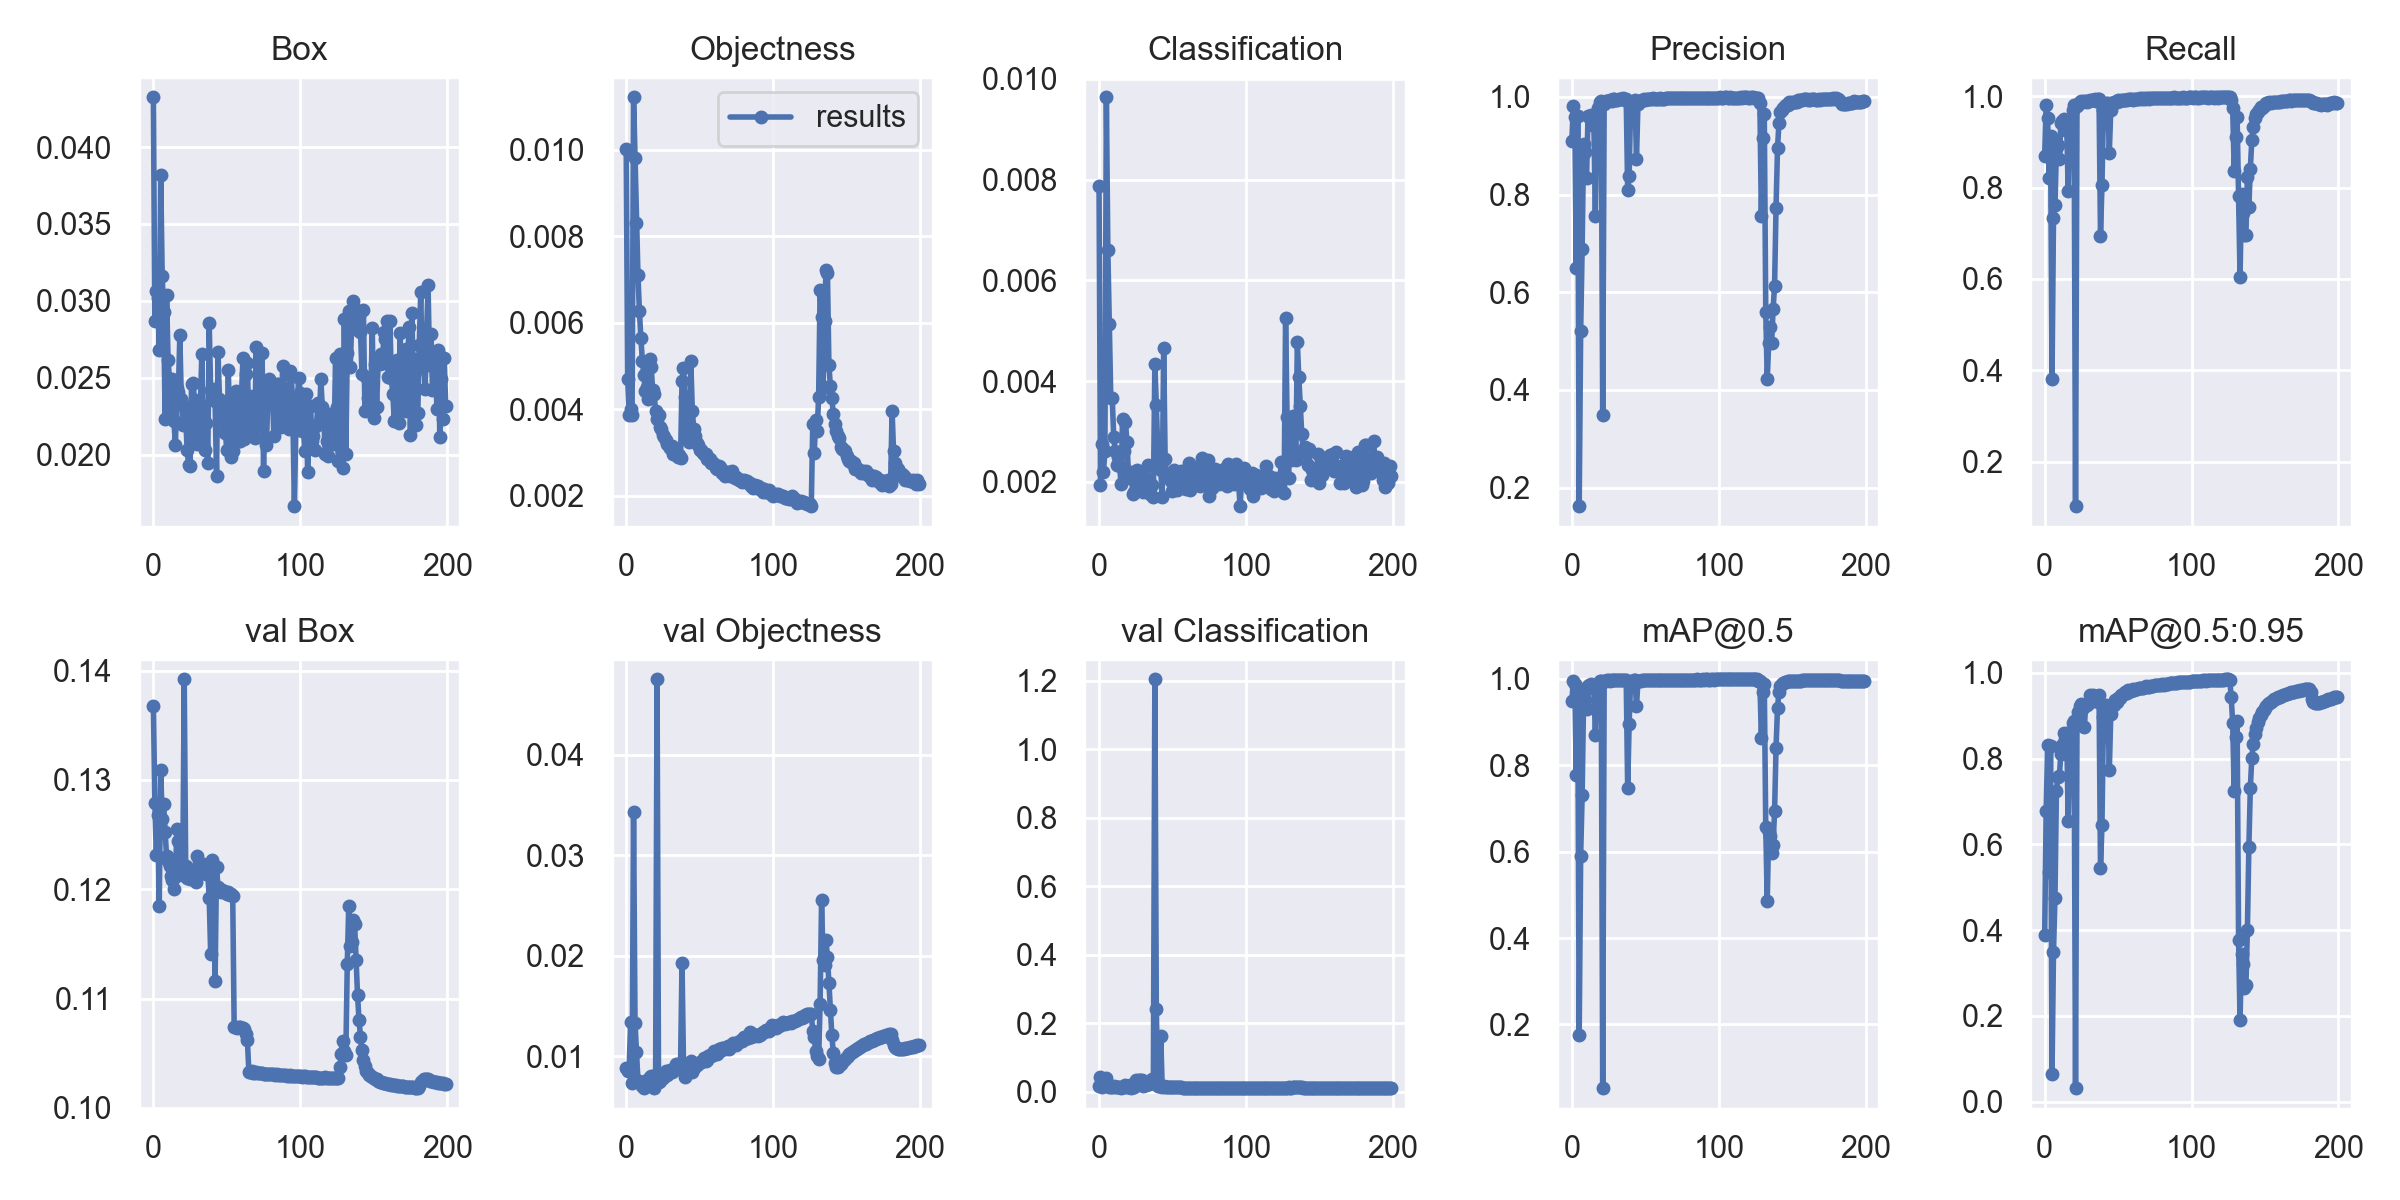 Box
0.040
0.035
0.030
0.025
0.020
0 100 200
Objectness
results
0.010
0.008
0.006
0.004
0.002
0 100 200
Classification
0.010
0.008
0.006
0.004
0.002
0 100 200
Precision
1.0
0.8
0.6
0.4
0.2
0 100 200
Recall
1.0
0.8
0.6
0.4
0.2
0 100 200
val Box
0.14
0.13
0.12
0.11
0.10
0 100 200
val Objectness
0.04
0.03
0.02
0.01
0 100 200
val Classification
1.2
1.0
0.8
0.6
0.4
0.2
0.0
0 100 200
mAP@0.5
1.0
0.8
0.6
0.4
0.2
0 100 200
mAP@0.5:0.95
1.0
0.8
0.6
0.4
0.2
0.0
0 100 200